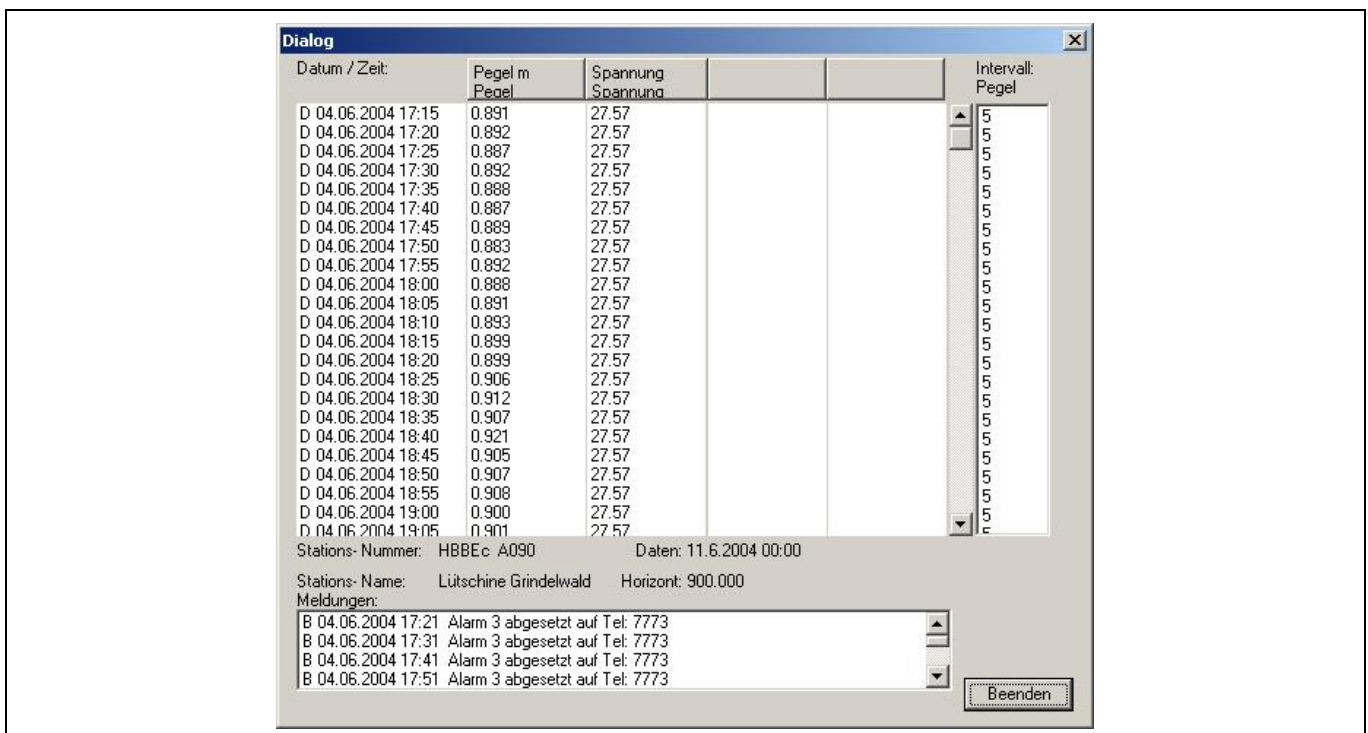 Dialog
Datum / Zeit: Pegel m Spannung Intervall:
Pegel Spannung Pegel
D 04.06.2004 17:15 0.891 27.57 5
D 04.06.2004 17:20 0.892 27.57 5
D 04.06.2004 17:25 0.887 27.57 5
D 04.06.2004 17:30 0.892 27.57 5
D 04.06.2004 17:35 0.888 27.57 5
D 04.06.2004 17:40 0.887 27.57 5
D 04.06.2004 17:45 0.889 27.57 5
D 04.06.2004 17:50 0.883 27.57 5
D 04.06.2004 17:55 0.892 27.57 5
D 04.06.2004 18:00 0.888 27.57 5
D 04.06.2004 18:05 0.891 27.57 5
D 04.06.2004 18:10 0.893 27.57 5
D 04.06.2004 18:15 0.899 27.57 5
D 04.06.2004 18:20 0.899 27.57 5
D 04.06.2004 18:25 0.906 27.57 5
D 04.06.2004 18:30 0.912 27.57 5
D 04.06.2004 18:35 0.907 27.57 5
D 04.06.2004 18:40 0.921 27.57 5
D 04.06.2004 18:45 0.905 27.57 5
D 04.06.2004 18:50 0.907 27.57 5
D 04.06.2004 18:55 0.908 27.57 5
D 04.06.2004 19:00 0.900 27.57 5
D 04.06.2004 19:05 0.901 27.57 5
Stations- Nummer: HBBEc A090 Daten: 11.6.2004 00:00
Stations- Name: Lütschine Grindelwald Horizont: 900.000
Meldungen:
B 04.06.2004 17:21 Alarm 3 abgesetzt auf Tel: 7773
B 04.06.2004 17:31 Alarm 3 abgesetzt auf Tel: 7773
B 04.06.2004 17:41 Alarm 3 abgesetzt auf Tel: 7773
B 04.06.2004 17:51 Alarm 3 abgesetzt auf Tel: 7773
Beenden